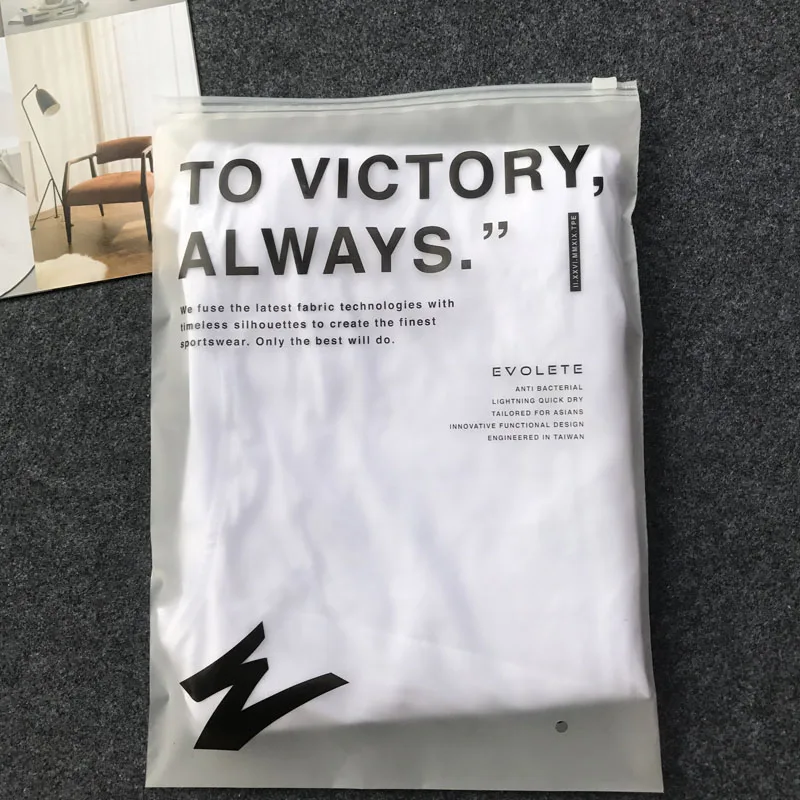 TO VICTORY,
ALWAYS.”
II.XXVI.MMXIX.TPE
We fuse the latest fabric technologies with
timeless silhouettes to create the finest
sportswear. Only the best will do.
EVOLETE
ANTI BACTERIAL
LIGHTNING QUICK DRY
TAILORED FOR ASIANS
INNOVATIVE FUNCTIONAL DESIGN
ENGINEERED IN TAIWAN